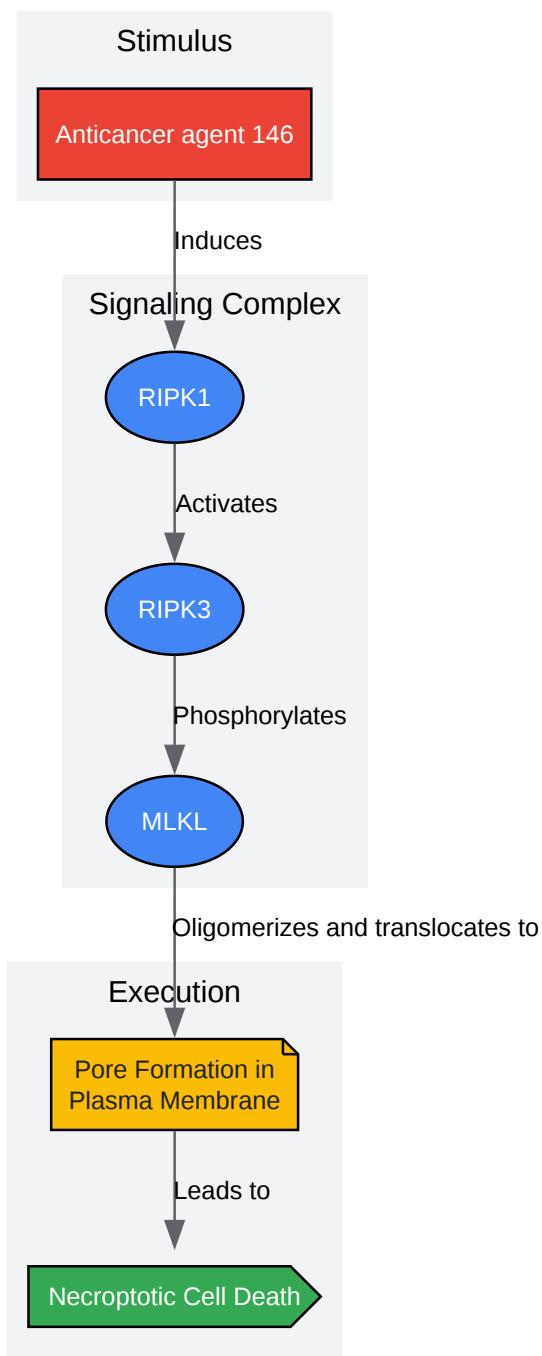 Stimulus
Anticancer agent 146
Induces
Signaling Complex
RIPK1
Activates
RIPK3
Phosphorylates
MLKL
Oligomerizes and translocates to
Execution
Pore Formation in
Plasma Membrane
Leads to
Necroptotic Cell Death